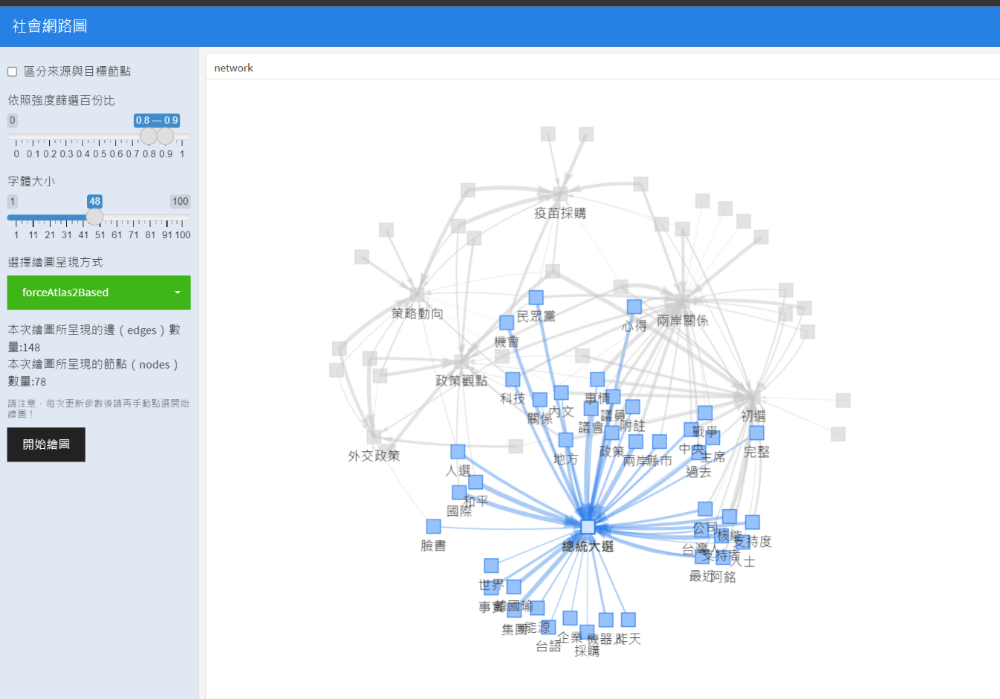 社會網路圖
區分來源與目標節點
依照強度篩選百份比
0
0.8 — 0.9
0 0.1 0.2 0.3 0.4 0.5 0.6 0.7 0.8 0.9 1
字體大小
1
48
100
1 11 21 31 41 51 61 71 81 91 100
選擇繪圖呈現方式
forceAtlas2Based
本次繪圖所呈現的邊（edges）數
量:148
本次繪圖所呈現的節點（nodes）
數量:78
請注意，每次更新參數後請再手動點選開始
繪圖！
開始繪圖
network
疫苗採購
策略動向
民眾黨
心得
兩岸關係
機會
政策觀點
科技
事情
關係
內文
議會
議員
附註
初選
外交政策
地方
政策
兩岸
縣市
中央
戰爭
主席
完整
過去
人選
和平
國際
臉書
總統大選
公司
核能
支持度
台灣人
支持者
人士
最近
阿銘
世界
事實
韓國瑜
集團
能源
台語
企業
採購
機器人
昨天